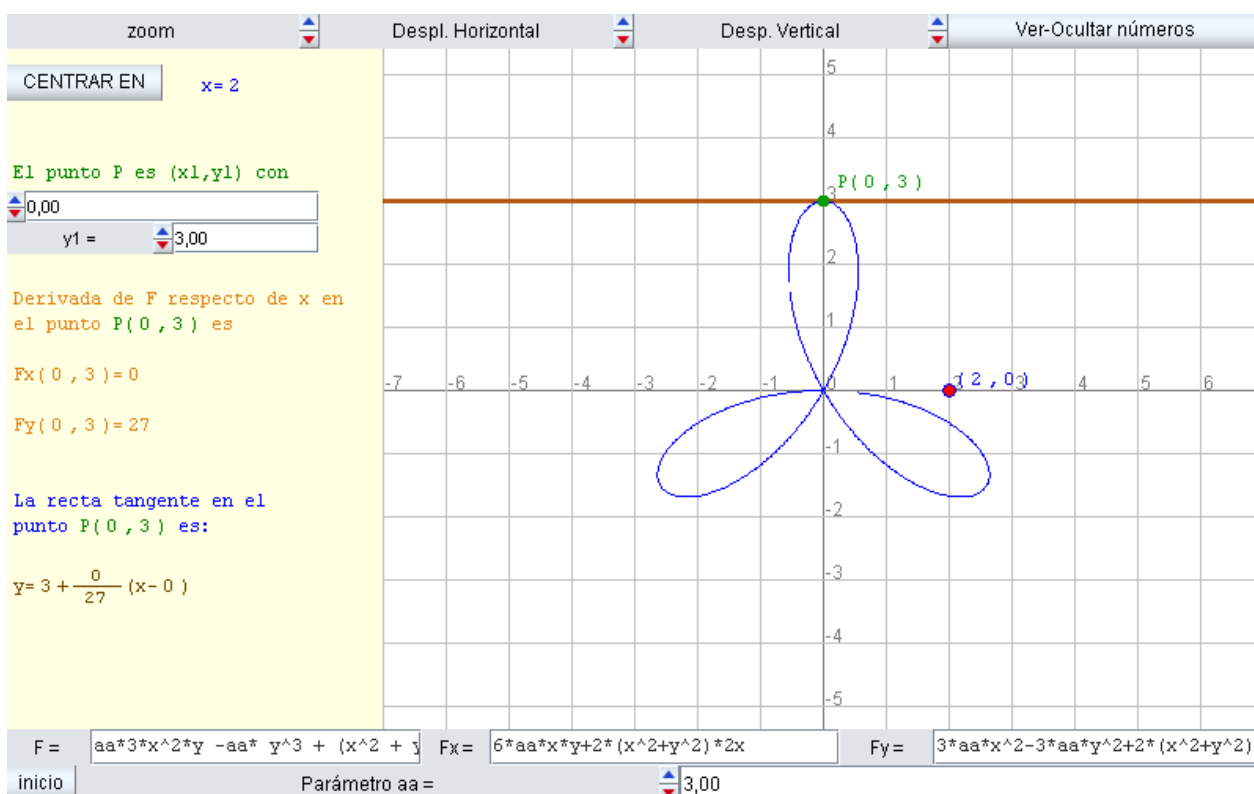 zoom Despl. Horizontal Desp. Vertical Ver-Ocultar números
CENTRAR EN x= 2
El punto P es (x1,y1) con
0,00
y1 = 3,00
Derivada de F respecto de x en
el punto P( 0 , 3 ) es
Fx( 0 , 3 )= 0
Fy( 0 , 3 )= 27
La recta tangente en el
punto P( 0 , 3 ) es:
y= 3 + 0/27 (x- 0 )
5
4
P( 0 , 3 )
3
2
1
-7 -6 -5 -4 -3 -2 -1 0 1 2 3 4 5 6
( 2 , 0 )
-1
-2
-3
-4
-5
F = aa*3*x^2*y -aa* y^3 + (x^2 + y Fx = 6*aa*x*y+2*(x^2+y^2)*2x Fy = 3*aa*x^2-3*aa*y^2+2*(x^2+y^2)
inicio Parámetro aa = 3,00